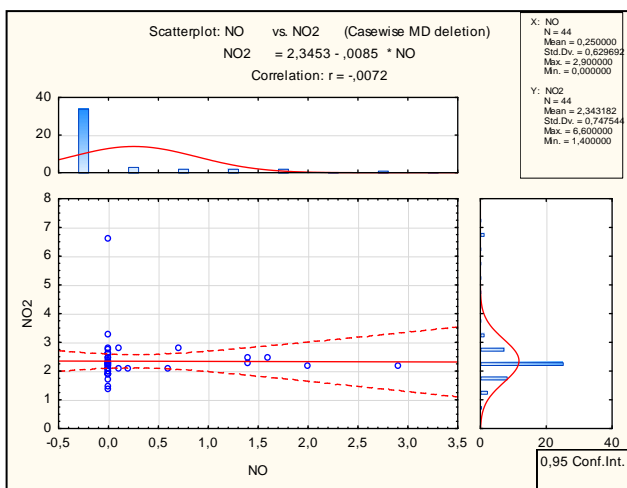 Scatterplot: NO vs. NO2 (Casewise MD deletion)
NO2 = 2,3453 - ,0085 * NO
Correlation: r = -,0072
X: NO
N = 44
Mean = 0,250000
Std.Dv. = 0,629692
Max. = 2,900000
Min. = 0,000000
Y: NO2
N = 44
Mean = 2,343182
Std.Dv. = 0,747544
Max. = 6,600000
Min. = 1,400000
40
20
0
8
7
6
5
4
3
2
1
0
NO2
-0,5 0,0 0,5 1,0 1,5 2,0 2,5 3,0 3,5
NO
0 20 40
0,95 Conf.Int.